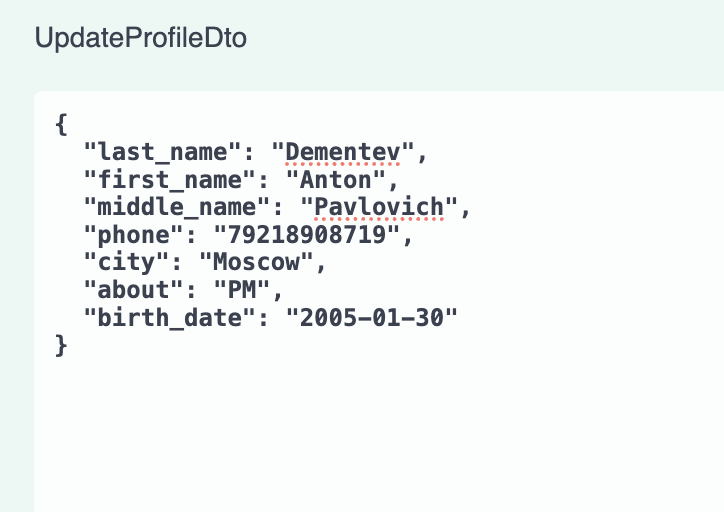 UpdateProfileDto
{
"last_name": "Dementev",
"first_name": "Anton",
"middle_name": "Pavlovich",
"phone": "79218908719",
"city": "Moscow",
"about": "PM",
"birth_date": "2005-01-30"
}